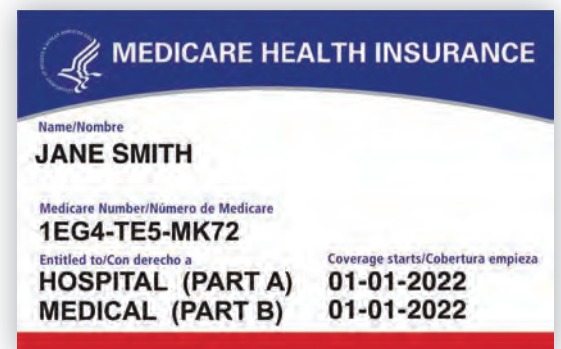 MEDICARE HEALTH INSURANCE
Name/Nombre
JANE SMITH
Medicare Number/Número de Medicare
1EG4-TE5-MK72
Entitled to/Con derecho a Coverage starts/Cobertura empieza
HOSPITAL (PART A) 01-01-2022
MEDICAL (PART B) 01-01-2022